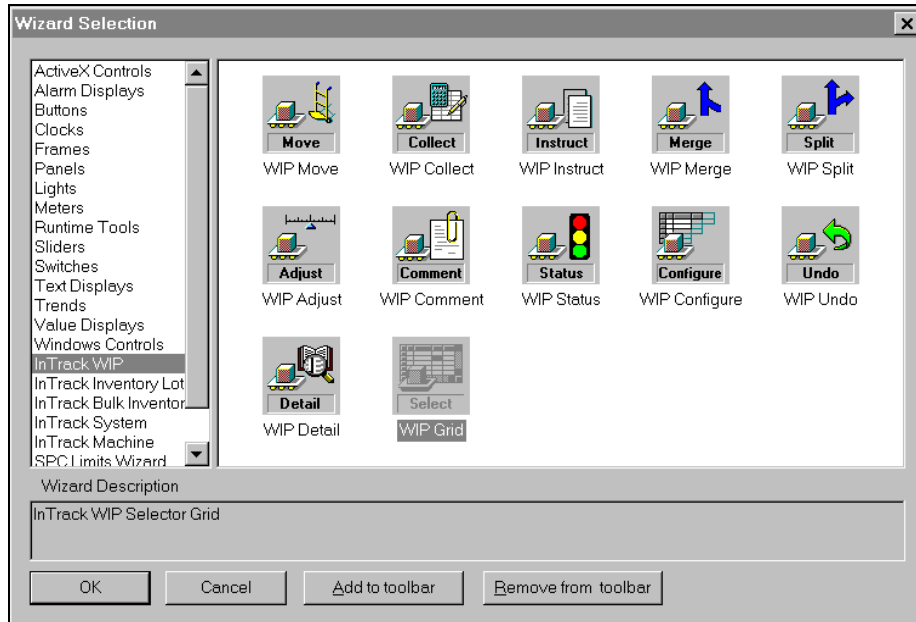 Wizard Selection
ActiveX Controls
Alarm Displays
Buttons
Clocks
Frames
Panels
Lights
Meters
Runtime Tools
Sliders
Switches
Text Displays
Trends
Value Displays
Windows Controls
InTrack WIP
InTrack Inventory Lot
InTrack Bulk Inventor
InTrack System
InTrack Machine
SPC Limits Wizard
Move Collect Instruct Merge Split
WIP Move WIP Collect WIP Instruct WIP Merge WIP Split
Adjust Comment Status Configure Undo
WIP Adjust WIP Comment WIP Status WIP Configure WIP Undo
Detail Select
WIP Detail WIP Grid
Wizard Description
InTrack WIP Selector Grid
OK Cancel Add to toolbar Remove from toolbar